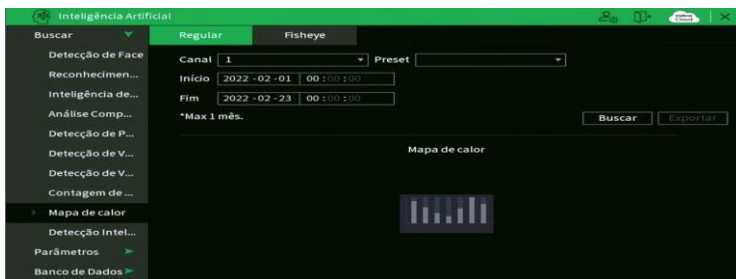 Inteligência Artificial
Buscar
Detecção de Face
Reconhecimen...
Inteligência de...
Análise Comp...
Detecção de P...
Detecção de V...
Detecção de V...
Contagem de ...
> Mapa de calor
Detecção Intel...
Parâmetros
Banco de Dados
Regular Fisheye
Canal 1 Preset
Início 2022 -02 -01 00 :00 :00
Fim 2022 -02 -23 00 :00 :00
*Max 1 mês.
Buscar Exportar
Mapa de calor